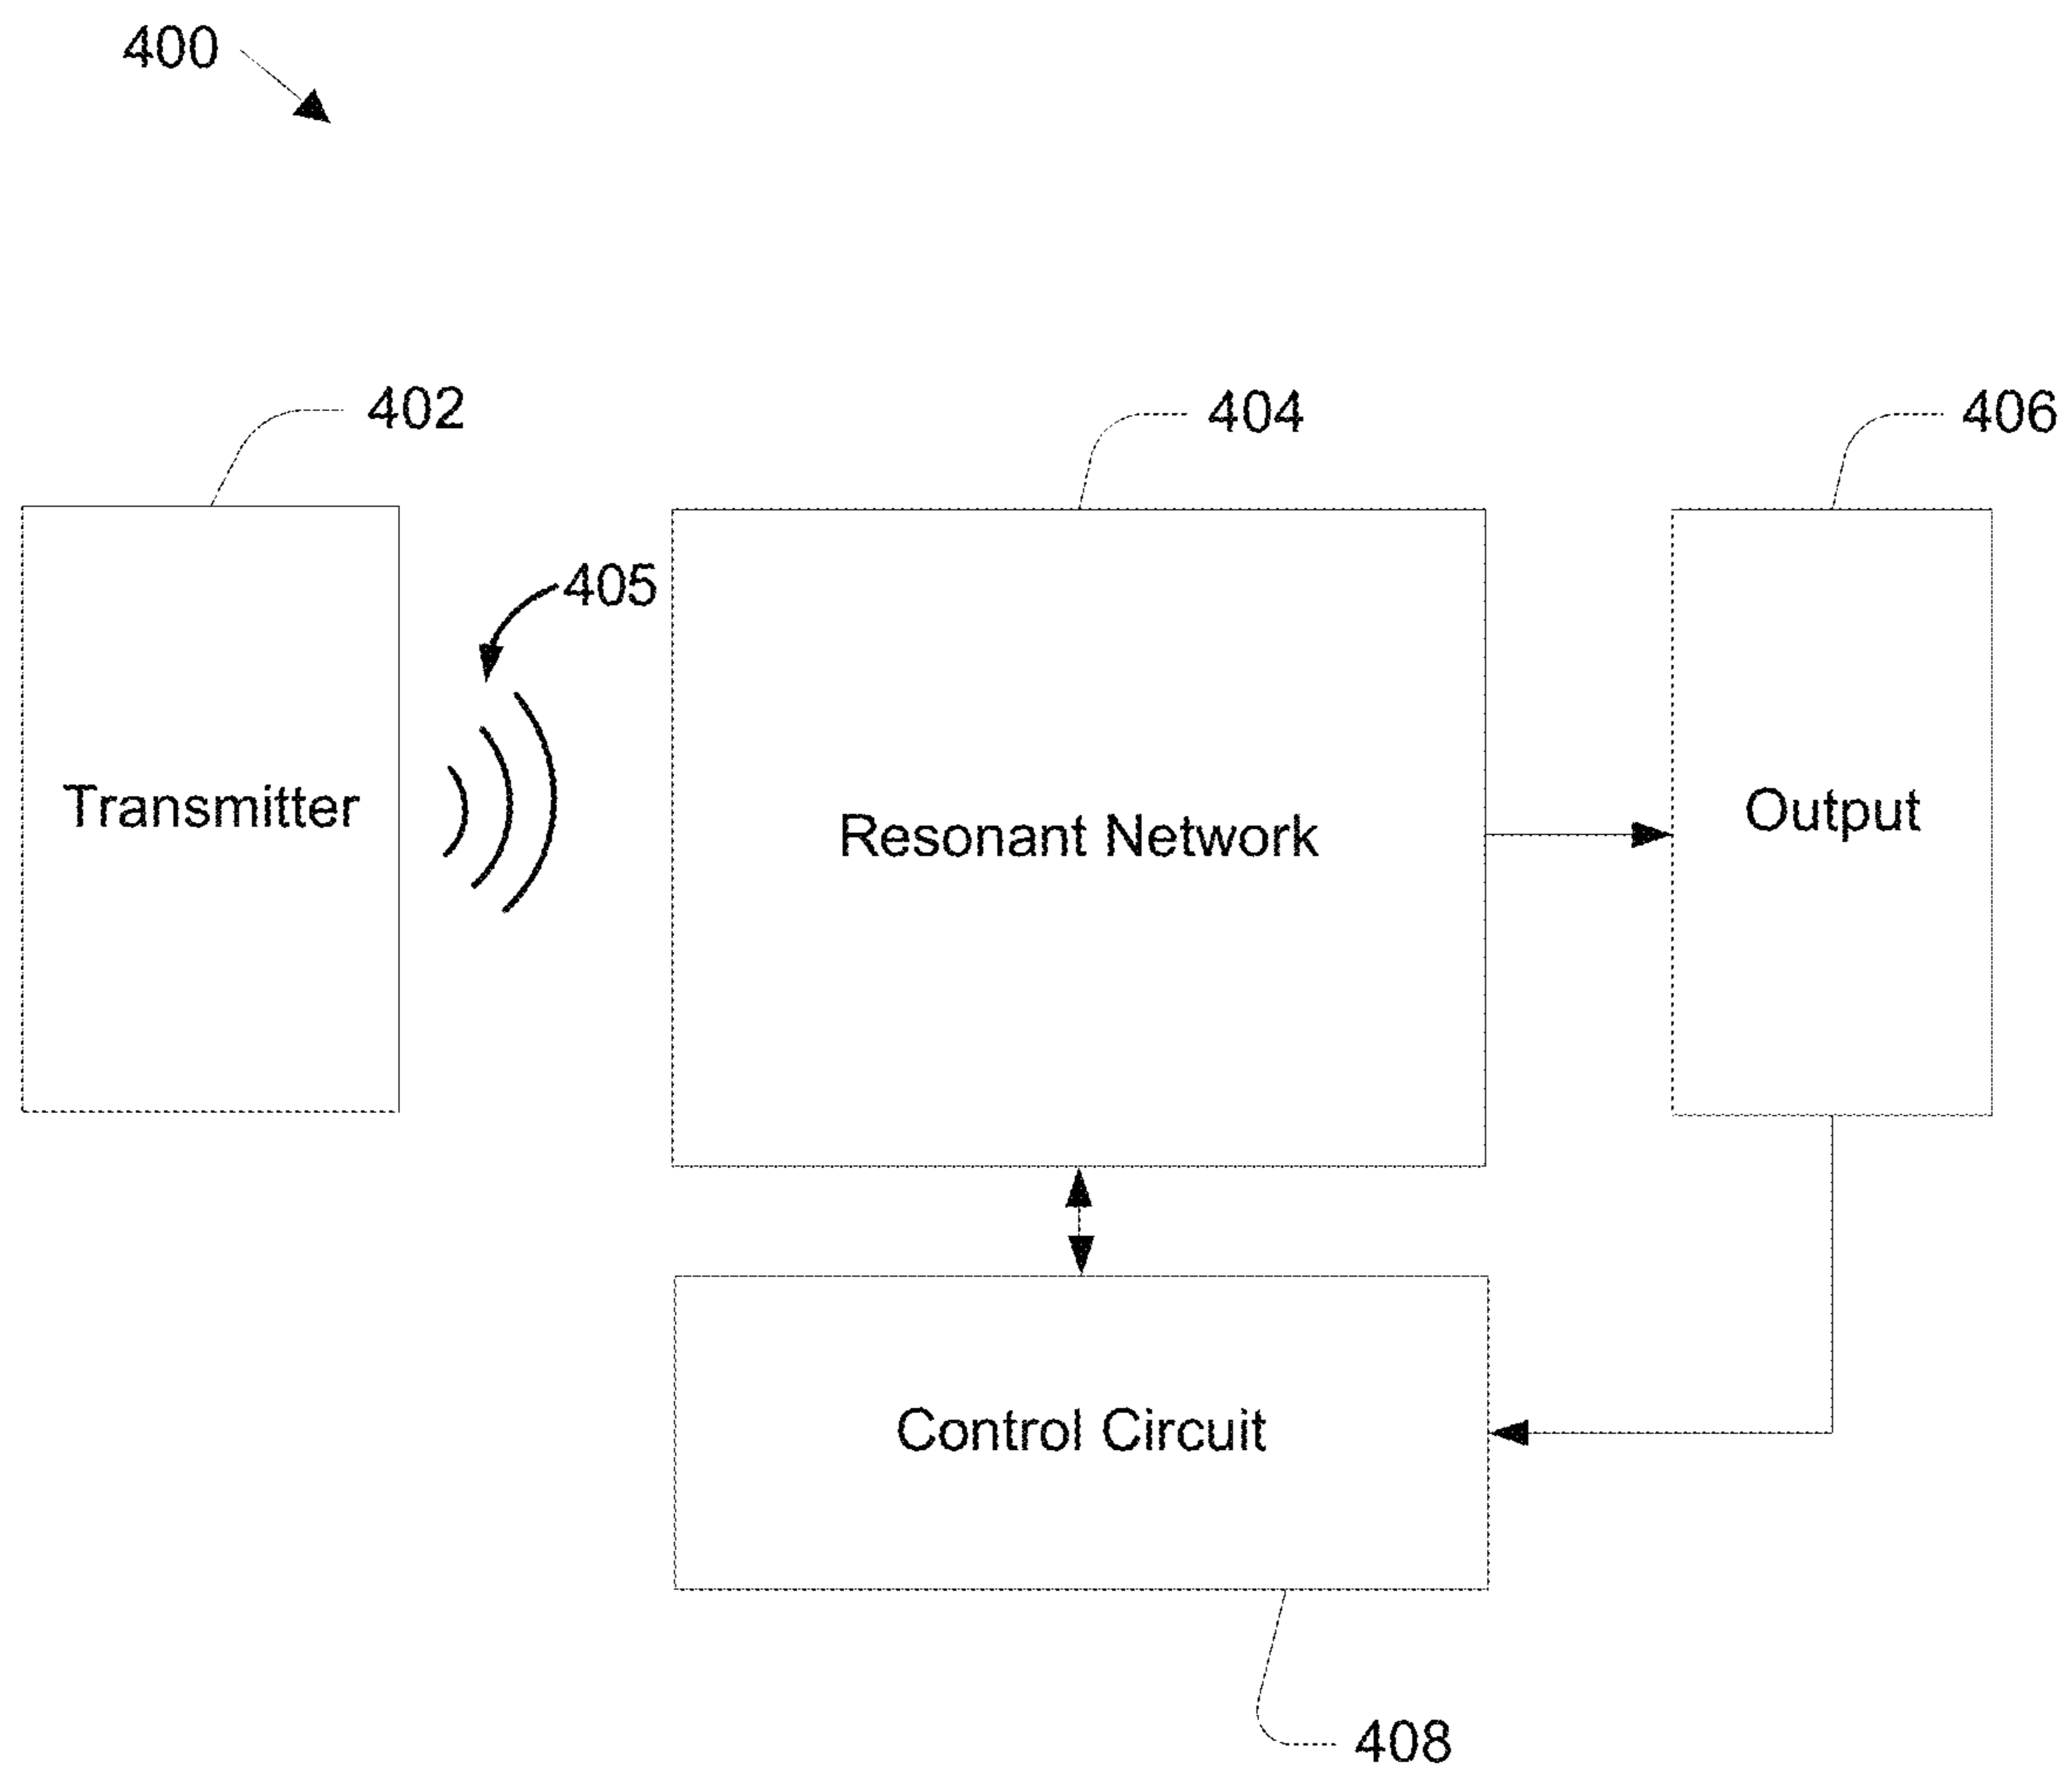 400
402
404
406
405
Transmitter
Resonant Network
Output
Control Circuit
408